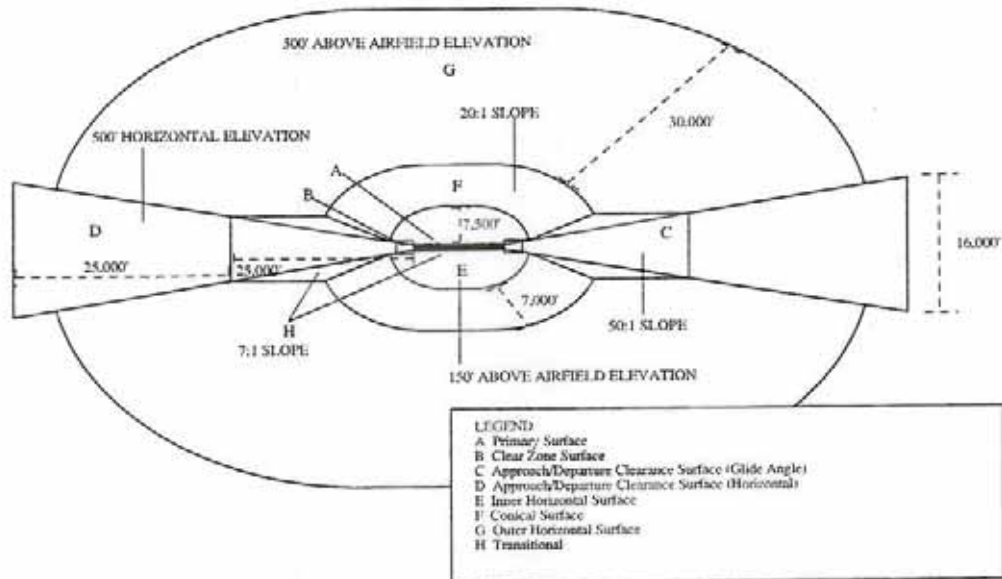 500' ABOVE AIRFIELD ELEVATION
G
20:1 SLOPE
30,000'
500' HORIZONTAL ELEVATION
A
B
F
7,500'
D
C
16,000'
25,000'
25,000'
E
7,000'
H
7:1 SLOPE
50:1 SLOPE
150' ABOVE AIRFIELD ELEVATION
LEGEND
A Primary Surface
B Clear Zone Surface
C Approach/Departure Clearance Surface (Glide Angle)
D Approach/Departure Clearance Surface (Horizontal)
E Inner Horizontal Surface
F Conical Surface
G Outer Horizontal Surface
H Transitional